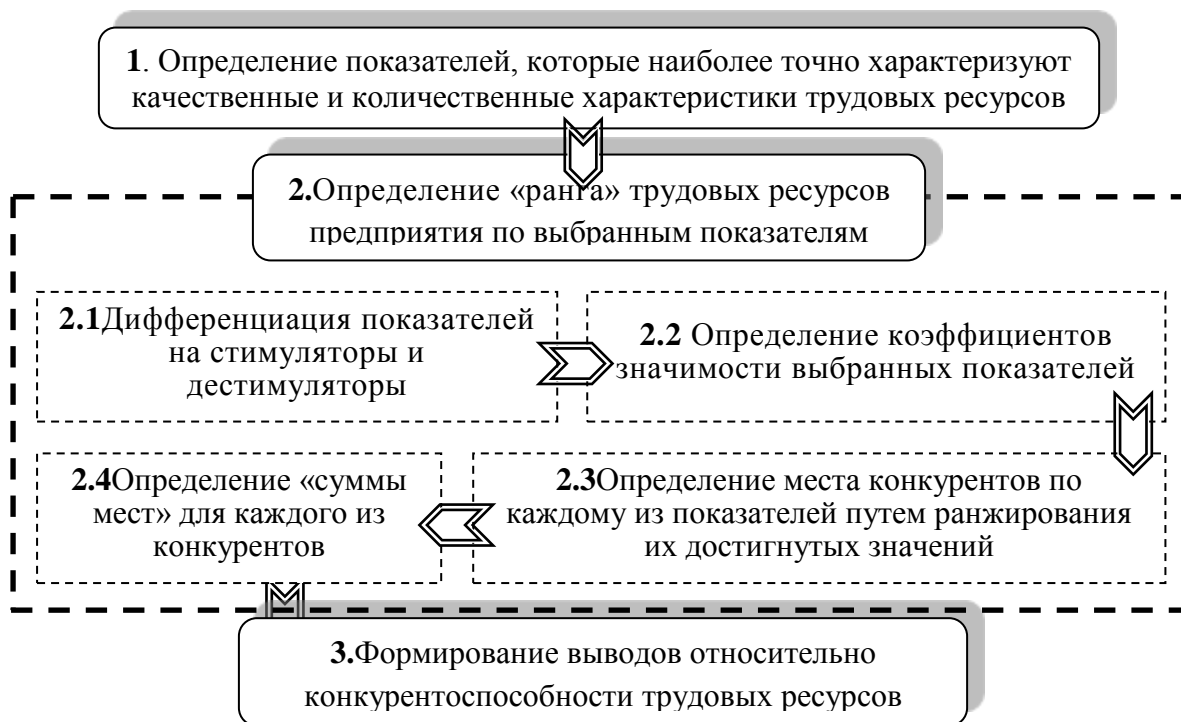 1. Определение показателей, которые наиболее точно характеризуют
качественные и количественные характеристики трудовых ресурсов
2.Определение «ранга» трудовых ресурсов
предприятия по выбранным показателям
2.1Дифференциация показателей
на стимуляторы и
дестимуляторы
2.2 Определение коэффициентов
значимости выбранных показателей
2.3Определение места конкурентов по
каждому из показателей путем ранжирования
их достигнутых значений
2.4Определение «суммы
мест» для каждого из
конкурентов
3.Формирование выводов относительно
конкурентоспособности трудовых ресурсов